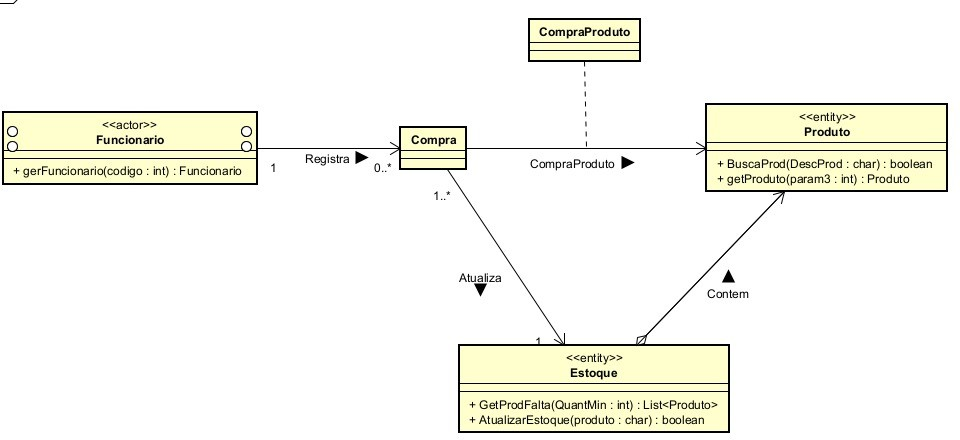 CompraProduto
<<actor>>
Funcionario
+ gerFuncionario(codigo : int) : Funcionario
1
Registra
0..*
Compra
CompraProduto
<<entity>>
Produto
+ BuscaProd(DescProd : char) : boolean
+ getProduto(param3 : int) : Produto
1..*
Atualiza
Contem
1
<<entity>>
Estoque
+ GetProdFalta(QuantMin : int) : List<Produto>
+ AtualizarEstoque(produto : char) : boolean